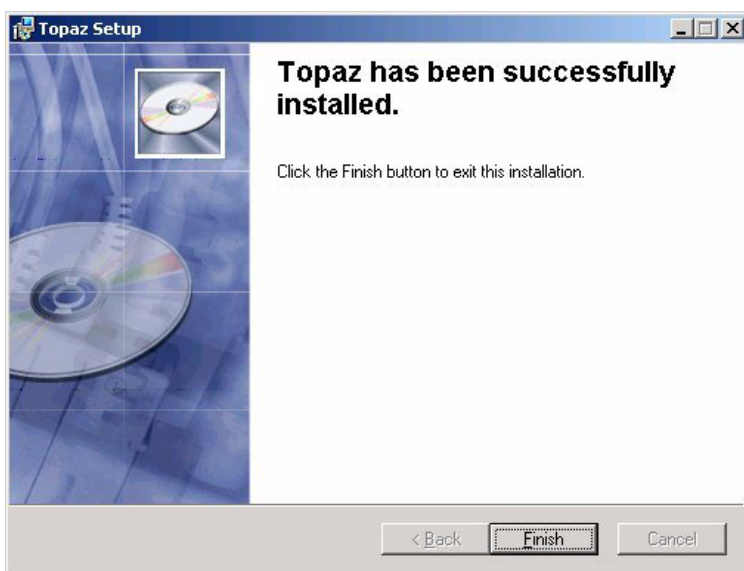 Topaz Setup
Topaz has been successfully
installed.
Click the Finish button to exit this installation.
< Back
Finish
Cancel